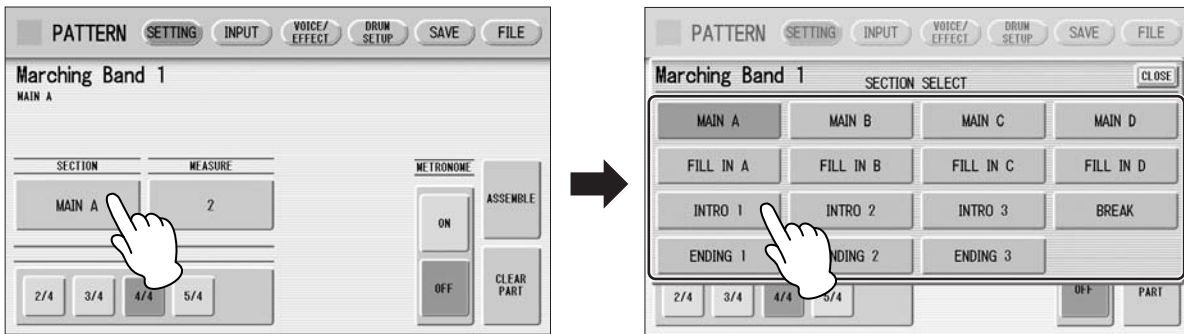 PATTERN SETTING INPUT VOICE/ EFFECT DRUM SETUP SAVE FILE
Marching Band 1
MAIN A
SECTION MEASURE METRONOME
MAIN A 2 ON ASSEMBLE
2/4 3/4 4/4 5/4 OFF CLEAR PART
PATTERN SETTING INPUT VOICE/ EFFECT DRUM SETUP SAVE FILE
Marching Band 1 SECTION SELECT CLOSE
MAIN A MAIN B MAIN C MAIN D
FILL IN A FILL IN B FILL IN C FILL IN D
INTRO 1 INTRO 2 INTRO 3 BREAK
ENDING 1 ENDING 2 ENDING 3
2/4 3/4 4/4 5/4 OFF PART